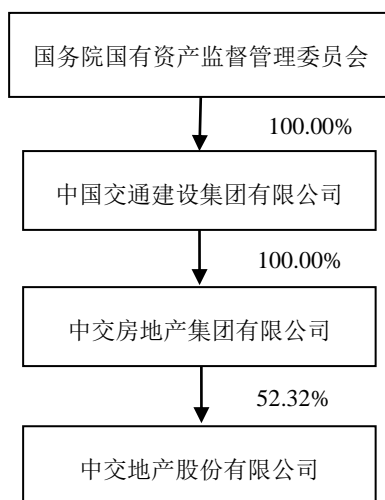 国务院国有资产监督管理委员会
100.00%
中国交通建设集团有限公司
100.00%
中交房地产集团有限公司
52.32%
中交地产股份有限公司